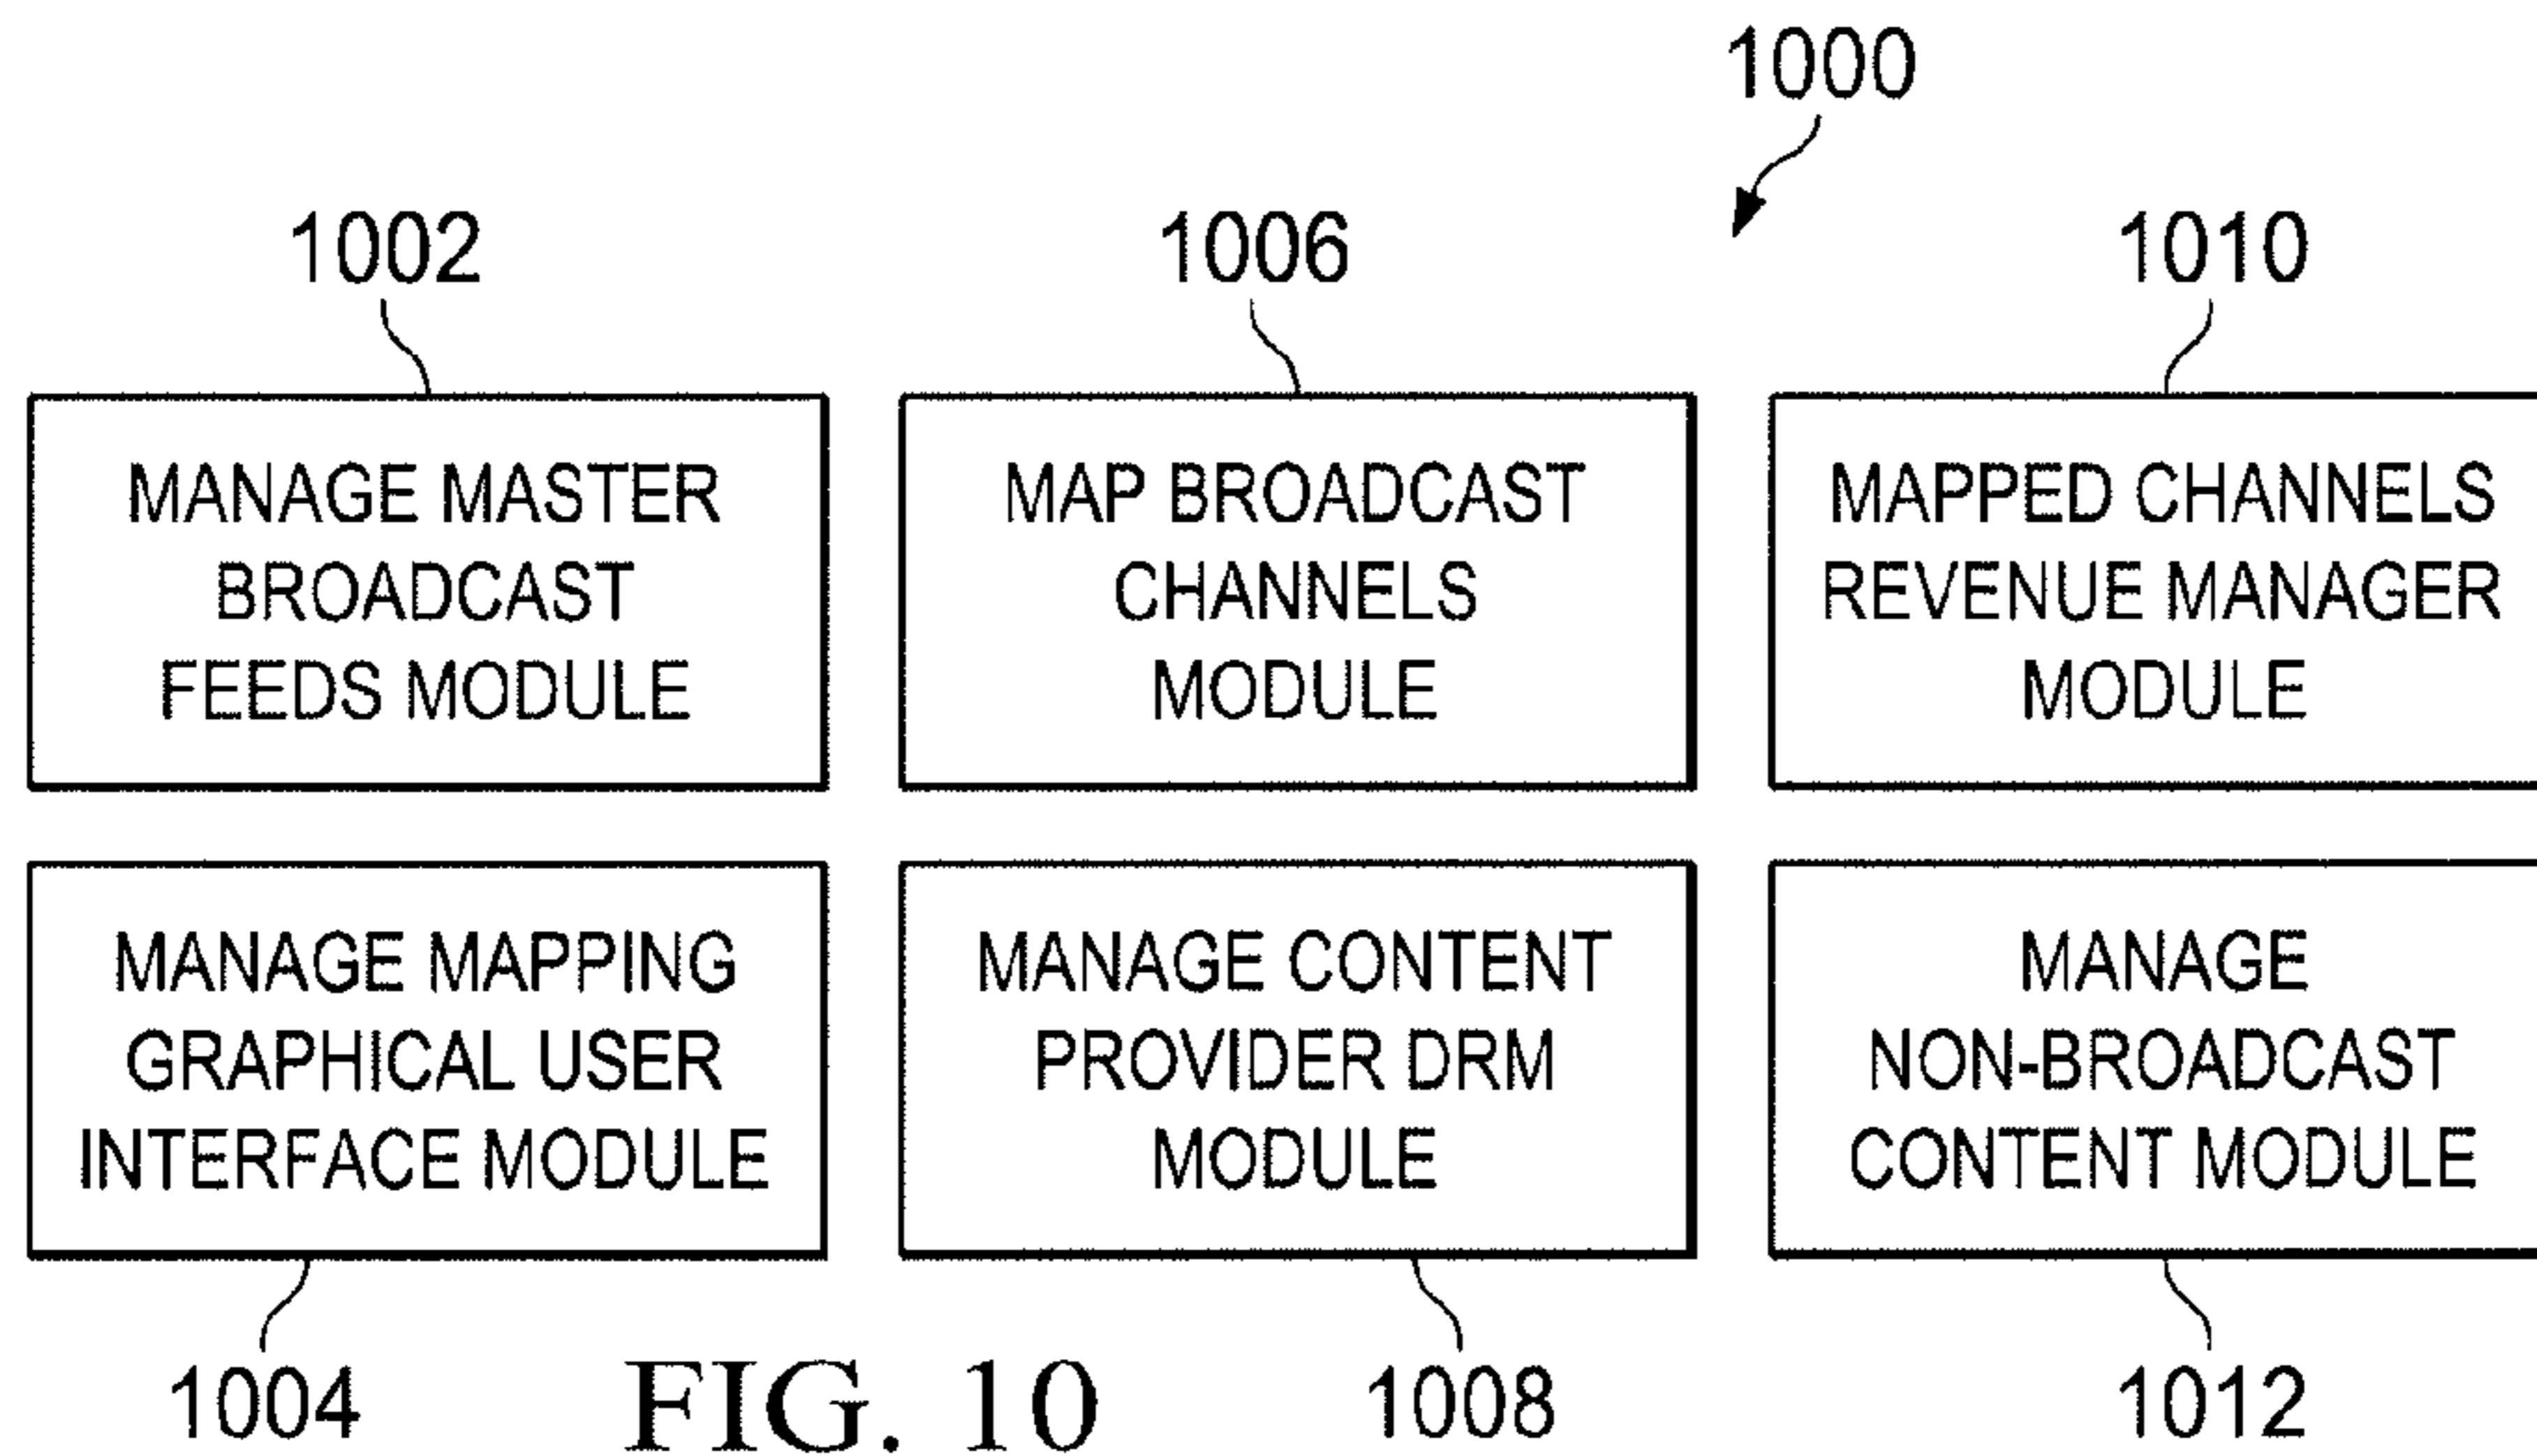 1000
1002
1006
1010
MANAGE MASTER
BROADCAST
FEEDS MODULE
MAP BROADCAST
CHANNELS
MODULE
MAPPED CHANNELS
REVENUE MANAGER
MODULE
MANAGE MAPPING
GRAPHICAL USER
INTERFACE MODULE
MANAGE CONTENT
PROVIDER DRM
MODULE
MANAGE
NON-BROADCAST
CONTENT MODULE
1004
1008
1012
FIG. 10